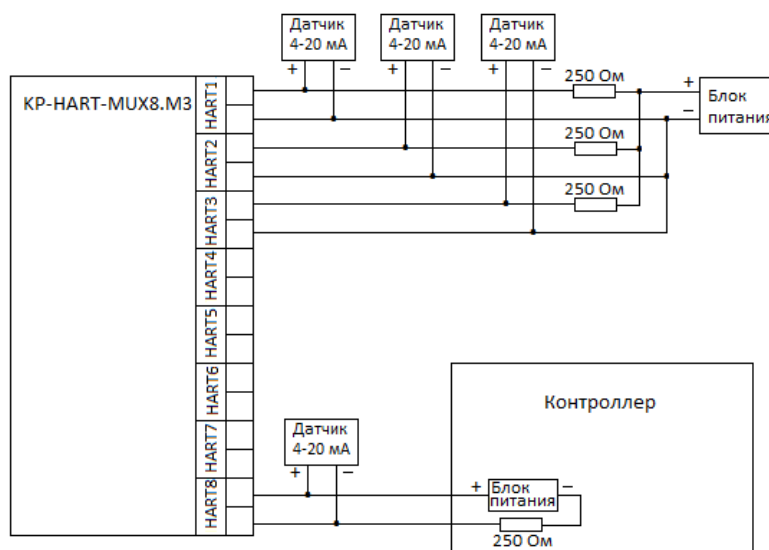 Датчик
4-20 мА
Датчик
4-20 мА
Датчик
4-20 мА
+ −
+ −
+ −
KP-HART-MUX8.M3
HART1
HART2
HART3
HART4
HART5
HART6
HART7
HART8
250 Ом
250 Ом
250 Ом
+
−
Блок
питания
Контроллер
Датчик
4-20 мА
+ −
+
Блок
питания
−
250 Ом